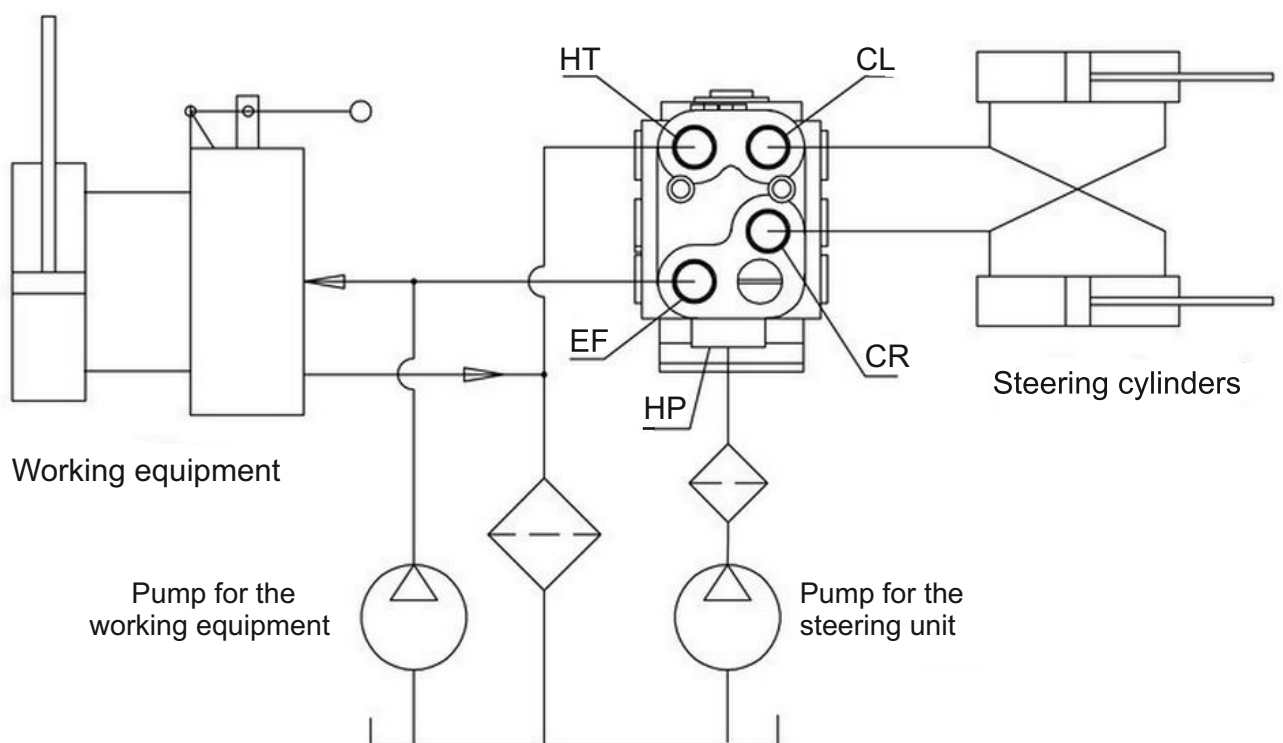 HT
CL
EF
CR
HP
Steering cylinders
Working equipment
Pump for the
working equipment
Pump for the
steering unit